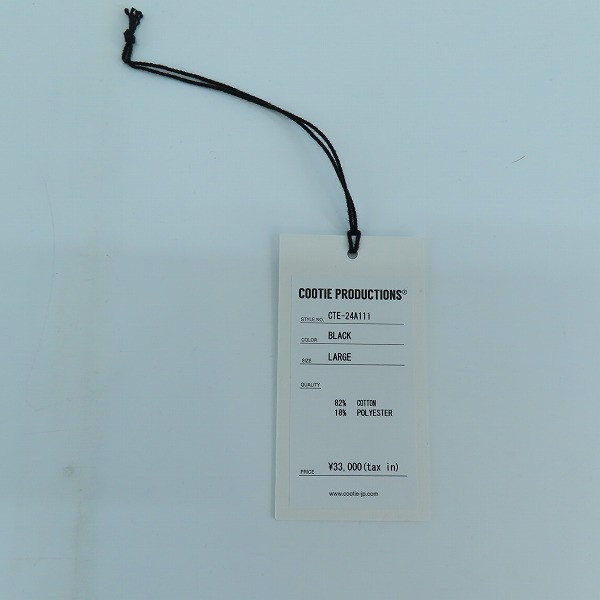 COOTIE PRODUCTIONS®
STYLE NO. CTE-24A111
COLOR BLACK
SIZE LARGE
QUALITY
82% COTTON
18% POLYESTER
PRICE ¥33,000(tax in)
www.cootie-jp.com